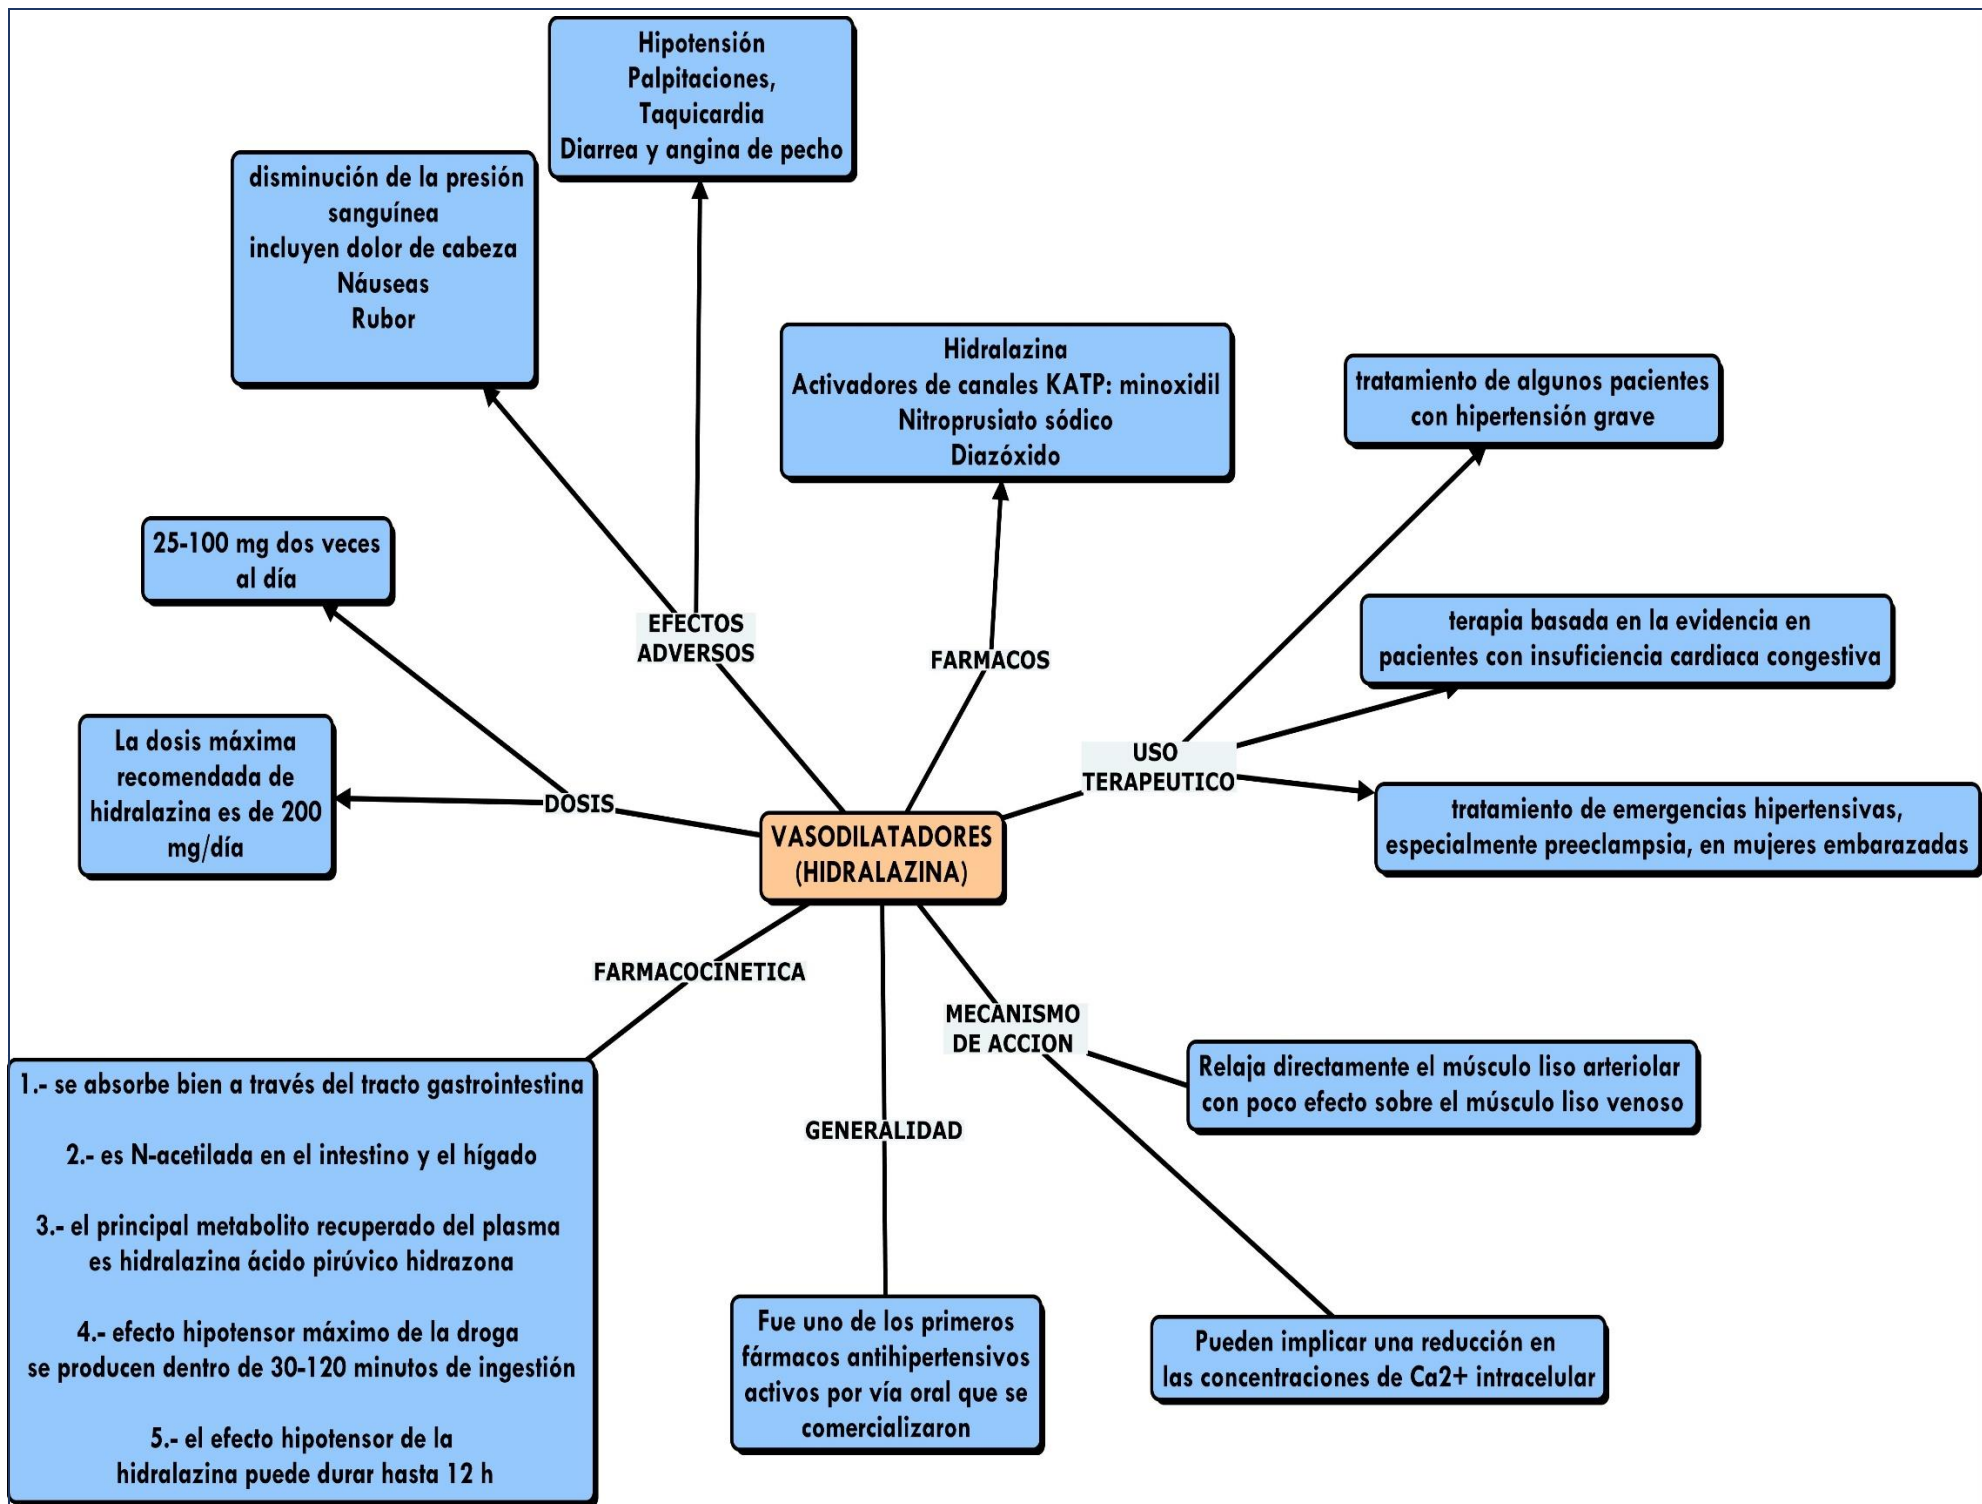 Hipotensión
Palpitaciones,
Taquicardia
Diarrea y angina de pecho
disminución de la presión
sanguínea
incluyen dolor de cabeza
Náuseas
Rubor
Hidralazina
Activadores de canales KATP: minoxidil
Nitroprusiato sódico
Diazóxido
tratamiento de algunos pacientes
con hipertensión grave
25-100 mg dos veces
al día
EFECTOS
ADVERSOS
FARMACOS
terapia basada en la evidencia en
pacientes con insuficiencia cardiaca congestiva
La dosis máxima
recomendada de
hidralazina es de 200
mg/día
DOSIS
USO
TERAPEUTICO
tratamiento de emergencias hipertensivas,
especialmente preeclampsia, en mujeres embarazadas
VASODILATADORES
(HIDRALAZINA)
FARMACOCINETICA
MECANISMO
DE ACCION
Relaja directamente el músculo liso arteriolar
con poco efecto sobre el músculo liso venoso
GENERALIDAD
1.- se absorbe bien a través del tracto gastrointestina
2.- es N-acetilada en el intestino y el hígado
3.- el principal metabolito recuperado del plasma
es hidralazina ácido pirúvico hidrazona
4.- efecto hipotensor máximo de la droga
se producen dentro de 30-120 minutos de ingestión
5.- el efecto hipotensor de la
hidralazina puede durar hasta 12 h
Fue uno de los primeros
fármacos antihipertensivos
activos por vía oral que se
comercializaron
Pueden implicar una reducción en
las concentraciones de Ca2+ intracelular